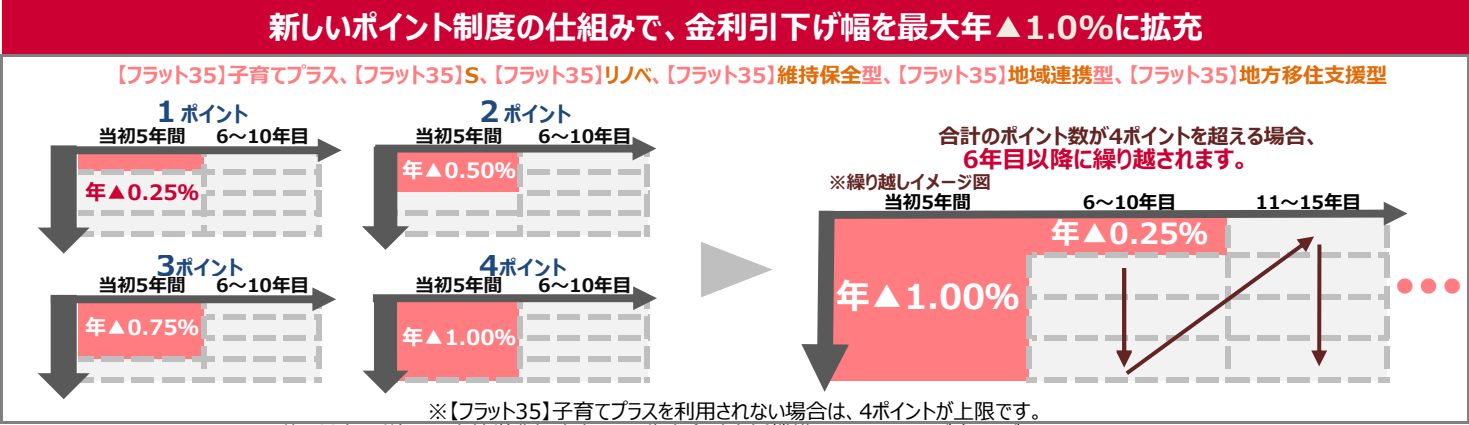 新しいポイント制度の仕組みで、金利引下げ幅を最大年▲1.0%に拡充
【フラット35】子育てプラス、【フラット35】S、【フラット35】リノベ、【フラット35】維持保全型、【フラット35】地域連携型、【フラット35】地方移住支援型
1 ポイント
当初5年間 6～10年目
年▲0.25%
2 ポイント
当初5年間 6～10年目
年▲0.50%
3ポイント
当初5年間 6～10年目
年▲0.75%
4ポイント
当初5年間 6～10年目
年▲1.00%
合計のポイント数が4ポイントを超える場合、
6年目以降に繰り越されます。
※繰り越しイメージ図
当初5年間 6～10年目 11～15年目
年▲0.25%
年▲1.00%
※【フラット35】子育てプラスを利用されない場合は、4ポイントが上限です。